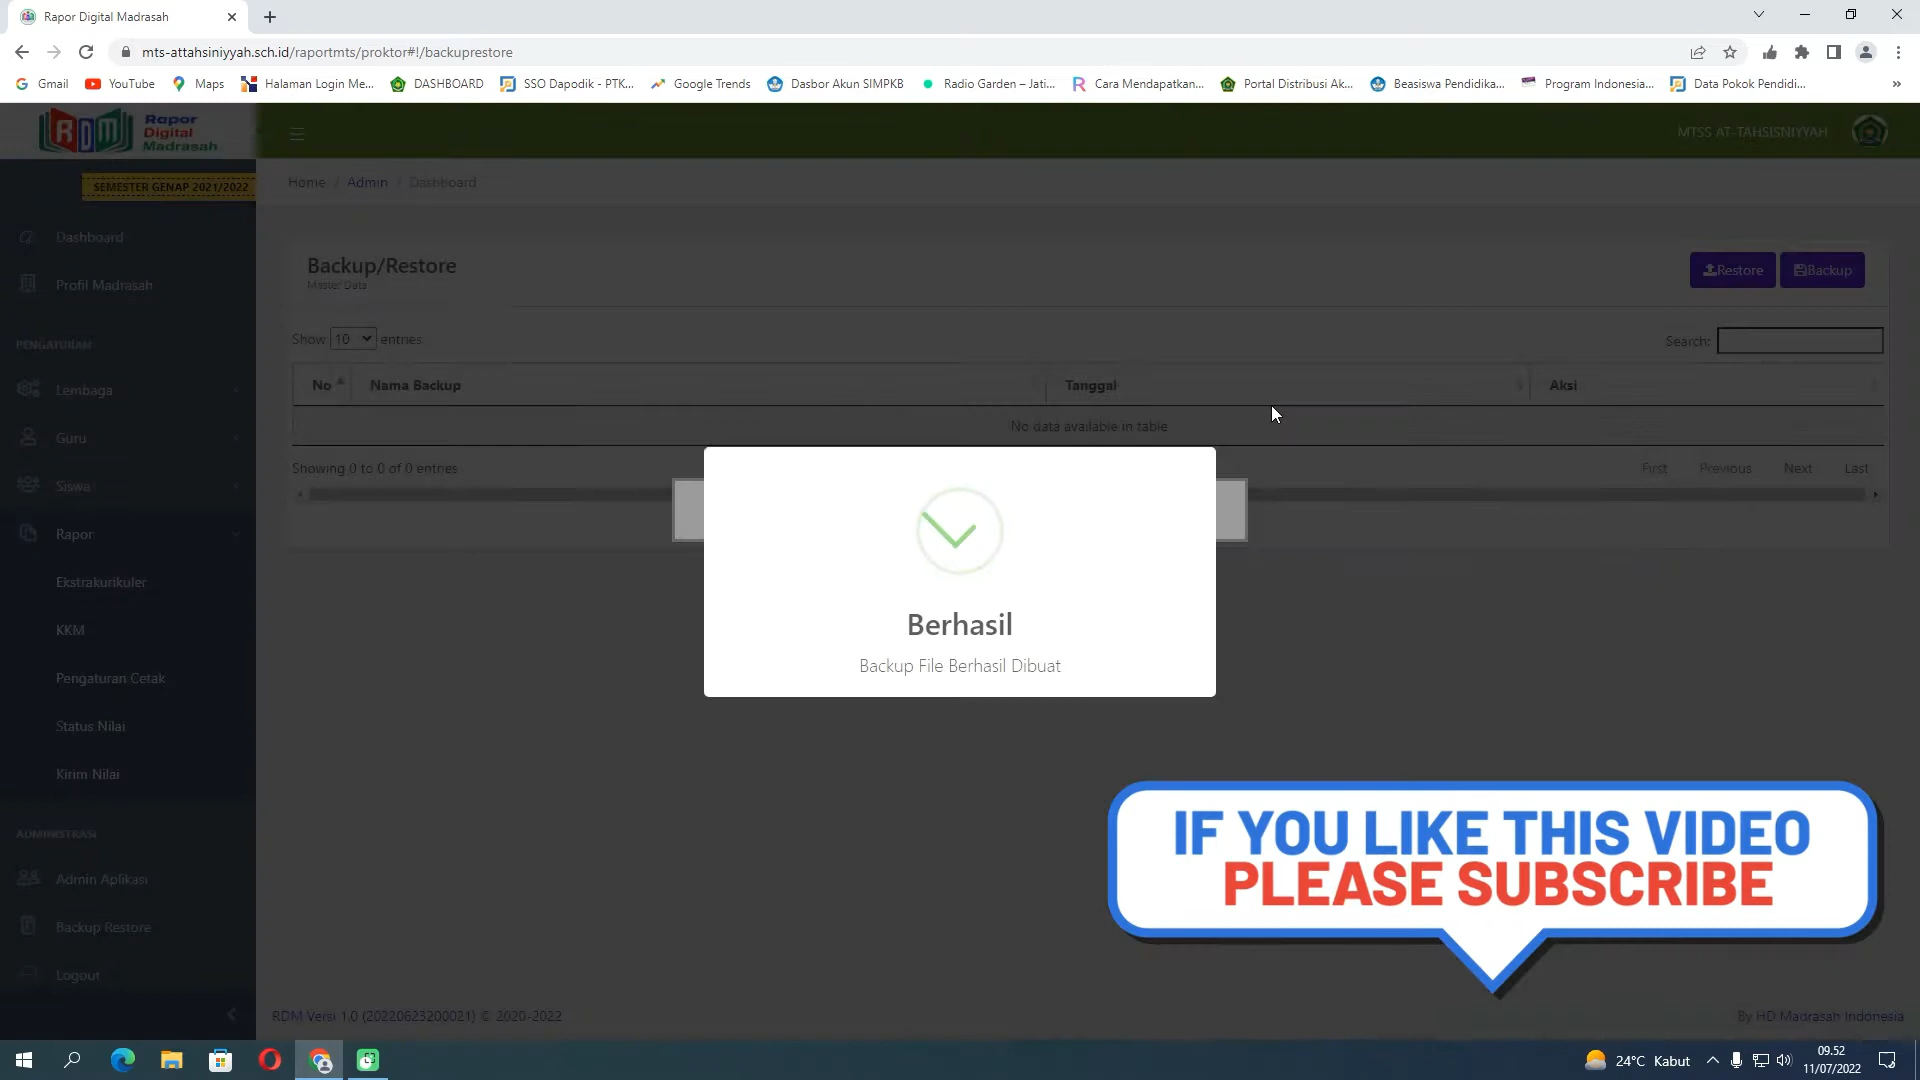 Rapor Digital Madrasah
mts-attahsiniyyah.sch.id/raportmts/proktor#!/backuprestore
Gmail YouTube Maps Halaman Login Me... DASHBOARD SSO Dapodik - PTK... Google Trends Dasbor Akun SIMPKB Radio Garden – Jati... Cara Mendapatkan... Portal Distribusi Ak... Beasiswa Pendidika... Program Indonesia... Data Pokok Pendidi...
RDM Rapor
Digital
Madrasah
MTSS AT-TAHSISNIYYAH
SEMESTER GENAP 2021/2022
Home / Admin / Dashboard
Dashboard
Profil Madrasah
PENGATURAN
Lembaga
Guru
Siswa
Rapor
Ekstrakurikuler
KKM
Pengaturan Cetak
Status Nilai
Kirim Nilai
ADMINISTRASI
Admin Aplikasi
Backup Restore
Logout
Backup/Restore
Master Data
Restore Backup
Show 10 entries
Search:
No Nama Backup Tanggal Aksi
No data available in table
Showing 0 to 0 of 0 entries
First Previous Next Last
Berhasil
Backup File Berhasil Dibuat
IF YOU LIKE THIS VIDEO
PLEASE SUBSCRIBE
RDM Versi 1.0 (20220623200021) © 2020-2022
By HD Madrasah Indonesia
24°C Kabut
09.52
11/07/2022